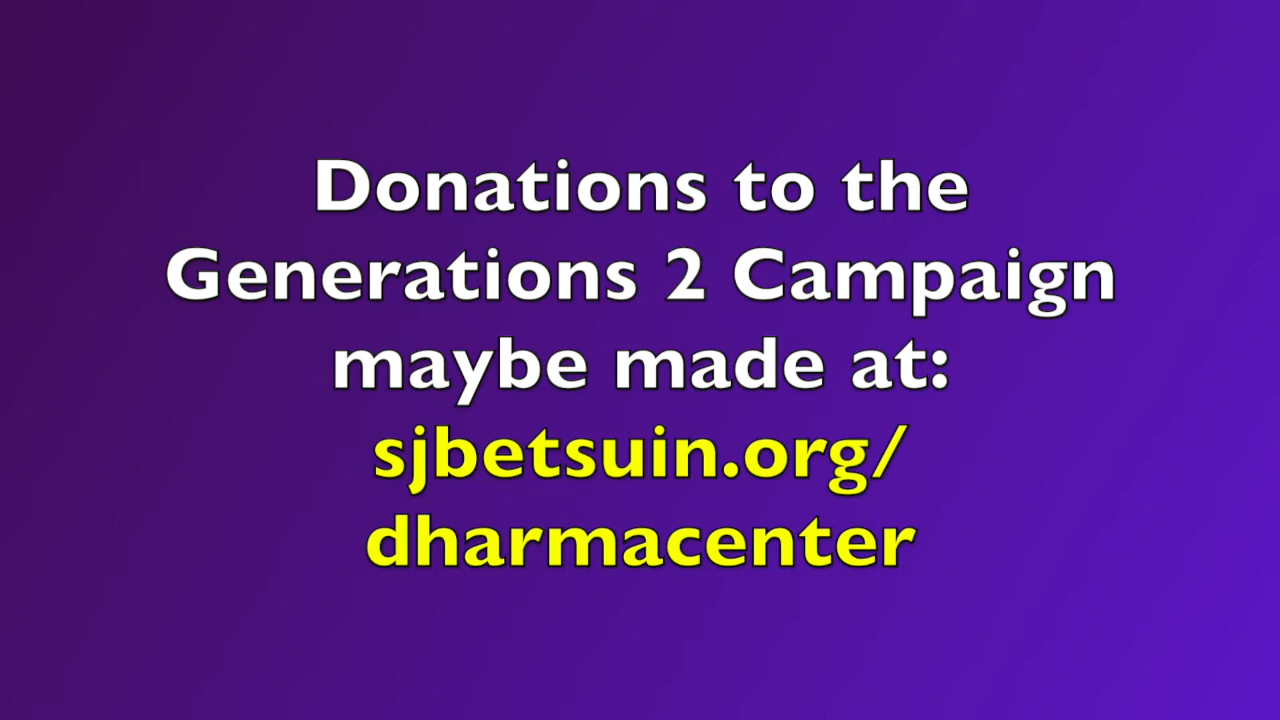 Donations to the
Generations 2 Campaign
maybe made at:
sjbetsuin.org/
dharmacenter